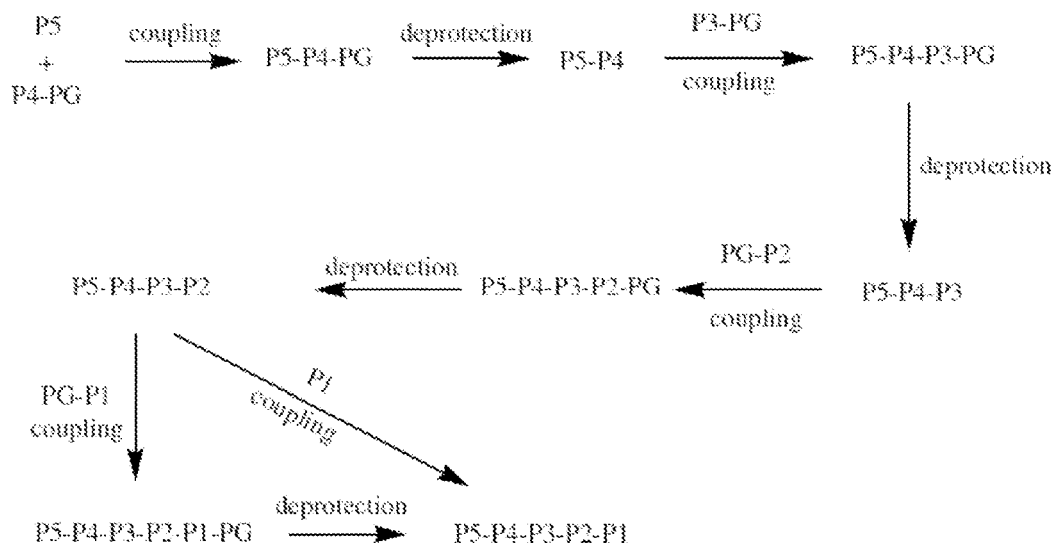 P5
+
P4-PG
coupling
P5-P4-PG
deprotection
P5-P4
P3-PG
coupling
P5-P4-P3-PG
deprotection
P5-P4-P3
PG-P2
coupling
P5-P4-P3-P2-PG
deprotection
P5-P4-P3-P2
PG-P1
coupling
P1
coupling
P5-P4-P3-P2-P1-PG
deprotection
P5-P4-P3-P2-P1